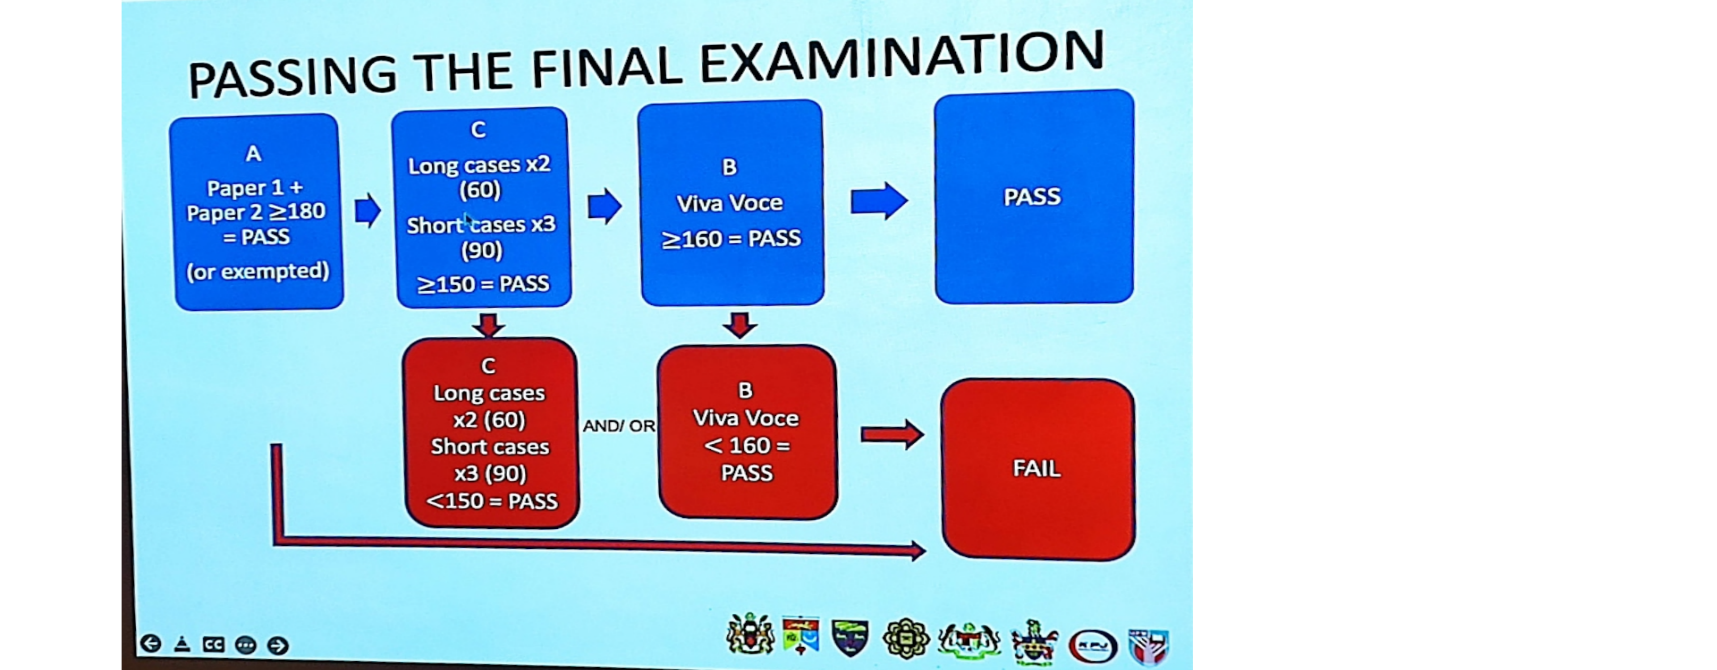 PASSING THE FINAL EXAMINATION
A
Paper 1 +
Paper 2 ≥180
= PASS
(or exempted)
C
Long cases x2
(60)
Short cases x3
(90)
≥150 = PASS
B
Viva Voce
≥160 = PASS
PASS
C
Long cases
x2 (60)
Short cases
x3 (90)
<150 = PASS
AND/ OR
B
Viva Voce
< 160 =
PASS
FAIL
CC
KPJ